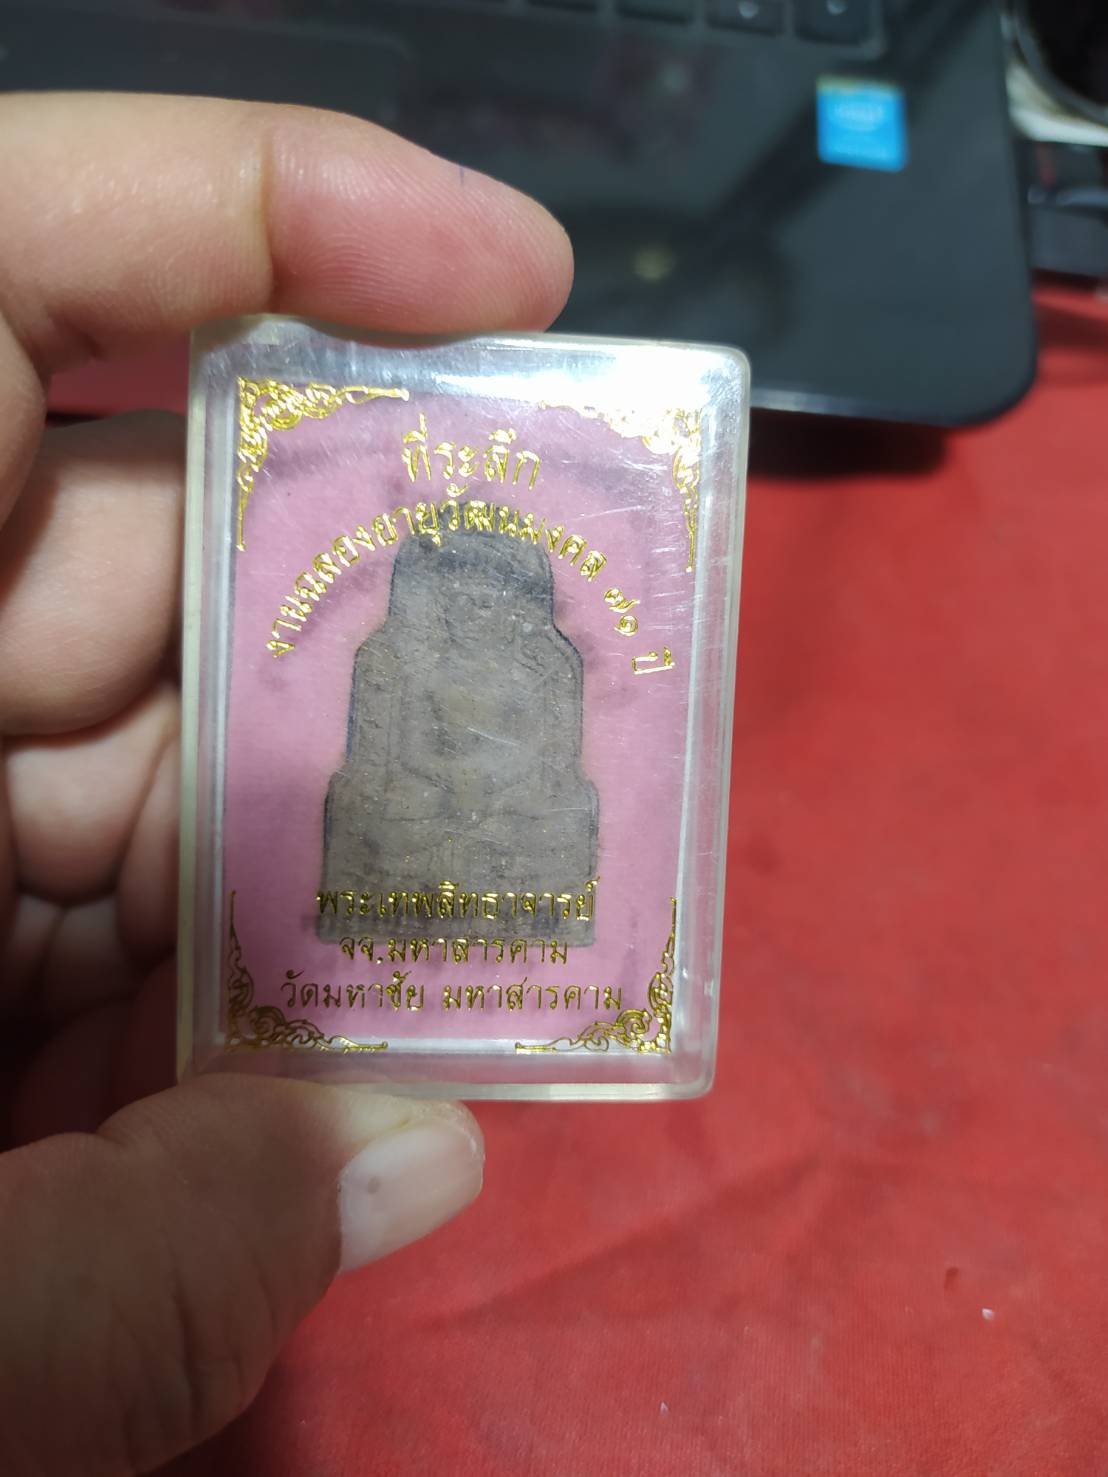 ที่ระลึก
งานฉลองอายุวัฒนมงคล ๗๑ ปี
พระเทพสิทธาจารย์
จจ.มหาสารคาม
วัดมหาชัย มหาสารคาม